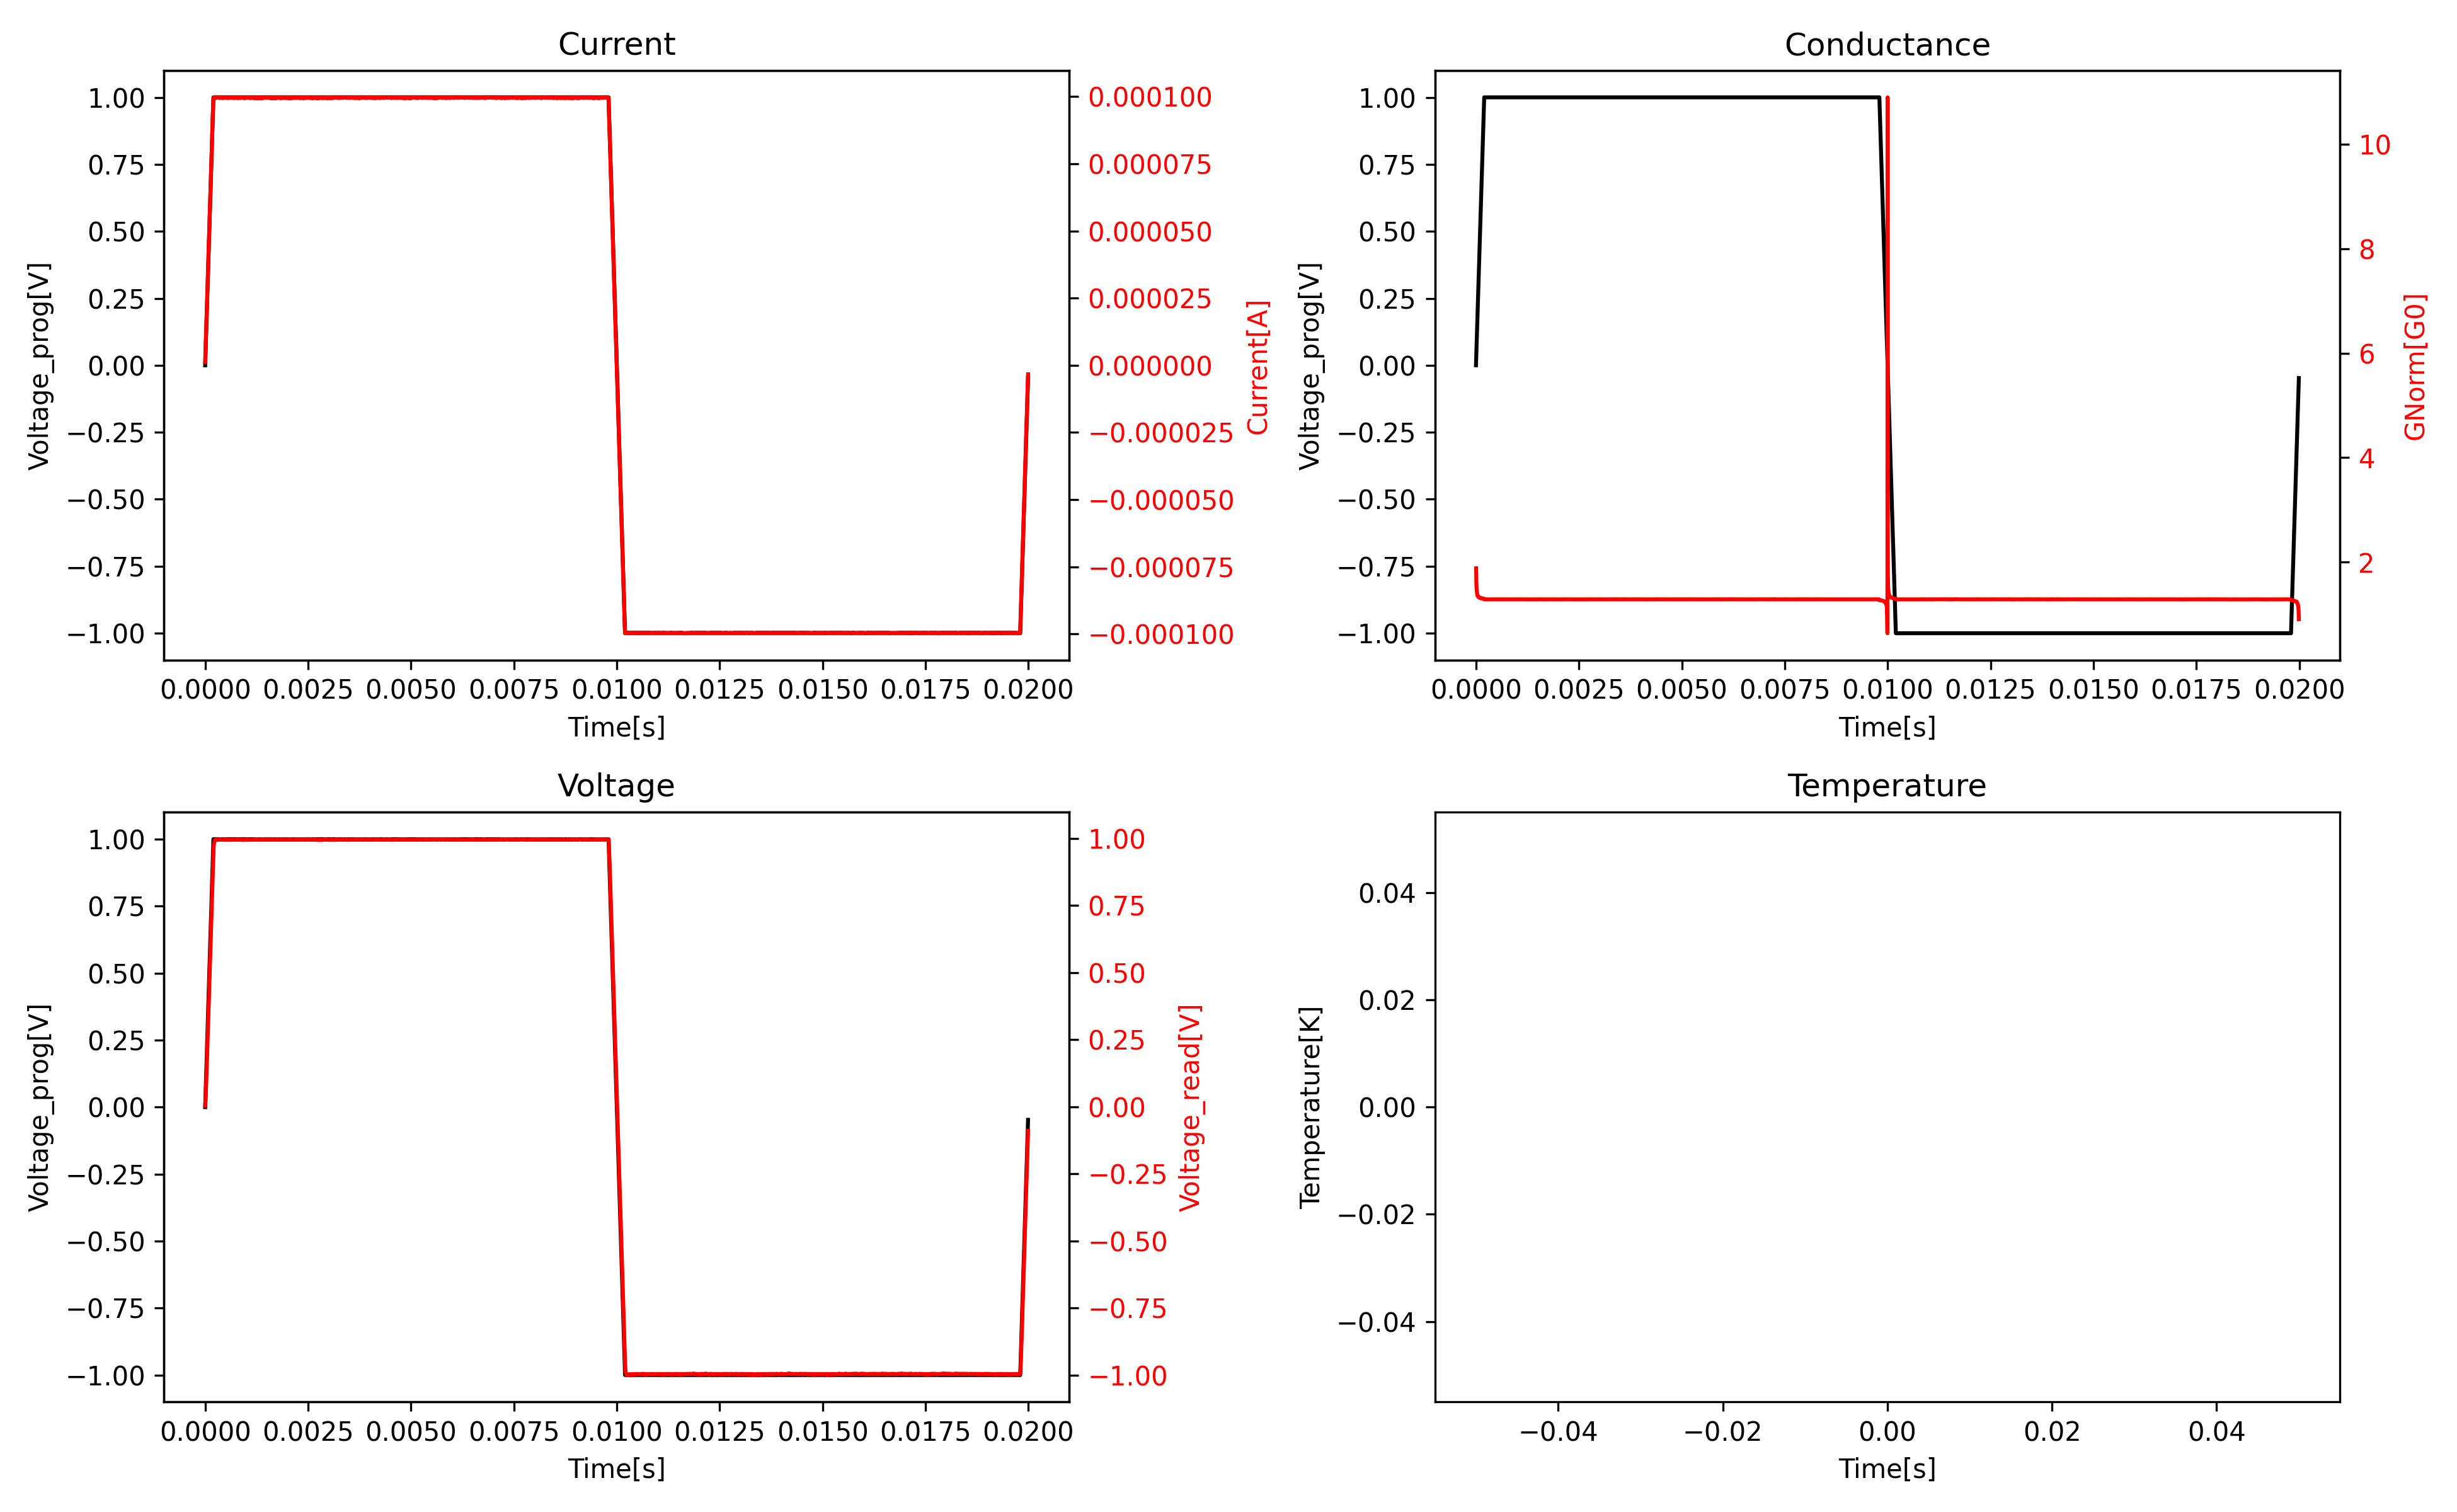 Current
1.00
0.75
0.50
0.25
0.00
−0.25
−0.50
−0.75
−1.00
Voltage_prog[V]
0.000100
0.000075
0.000050
0.000025
0.000000
−0.000025
−0.000050
−0.000075
−0.000100
Current[A]
0.0000 0.0025 0.0050 0.0075 0.0100 0.0125 0.0150 0.0175 0.0200
Time[s]
Conductance
1.00
0.75
0.50
0.25
0.00
−0.25
−0.50
−0.75
−1.00
Voltage_prog[V]
10
8
6
4
2
GNorm[G0]
0.0000 0.0025 0.0050 0.0075 0.0100 0.0125 0.0150 0.0175 0.0200
Time[s]
Voltage
1.00
0.75
0.50
0.25
0.00
−0.25
−0.50
−0.75
−1.00
Voltage_prog[V]
1.00
0.75
0.50
0.25
0.00
−0.25
−0.50
−0.75
−1.00
Voltage_read[V]
0.0000 0.0025 0.0050 0.0075 0.0100 0.0125 0.0150 0.0175 0.0200
Time[s]
Temperature
0.04
0.02
0.00
−0.02
−0.04
Temperature[K]
−0.04 −0.02 0.00 0.02 0.04
Time[s]